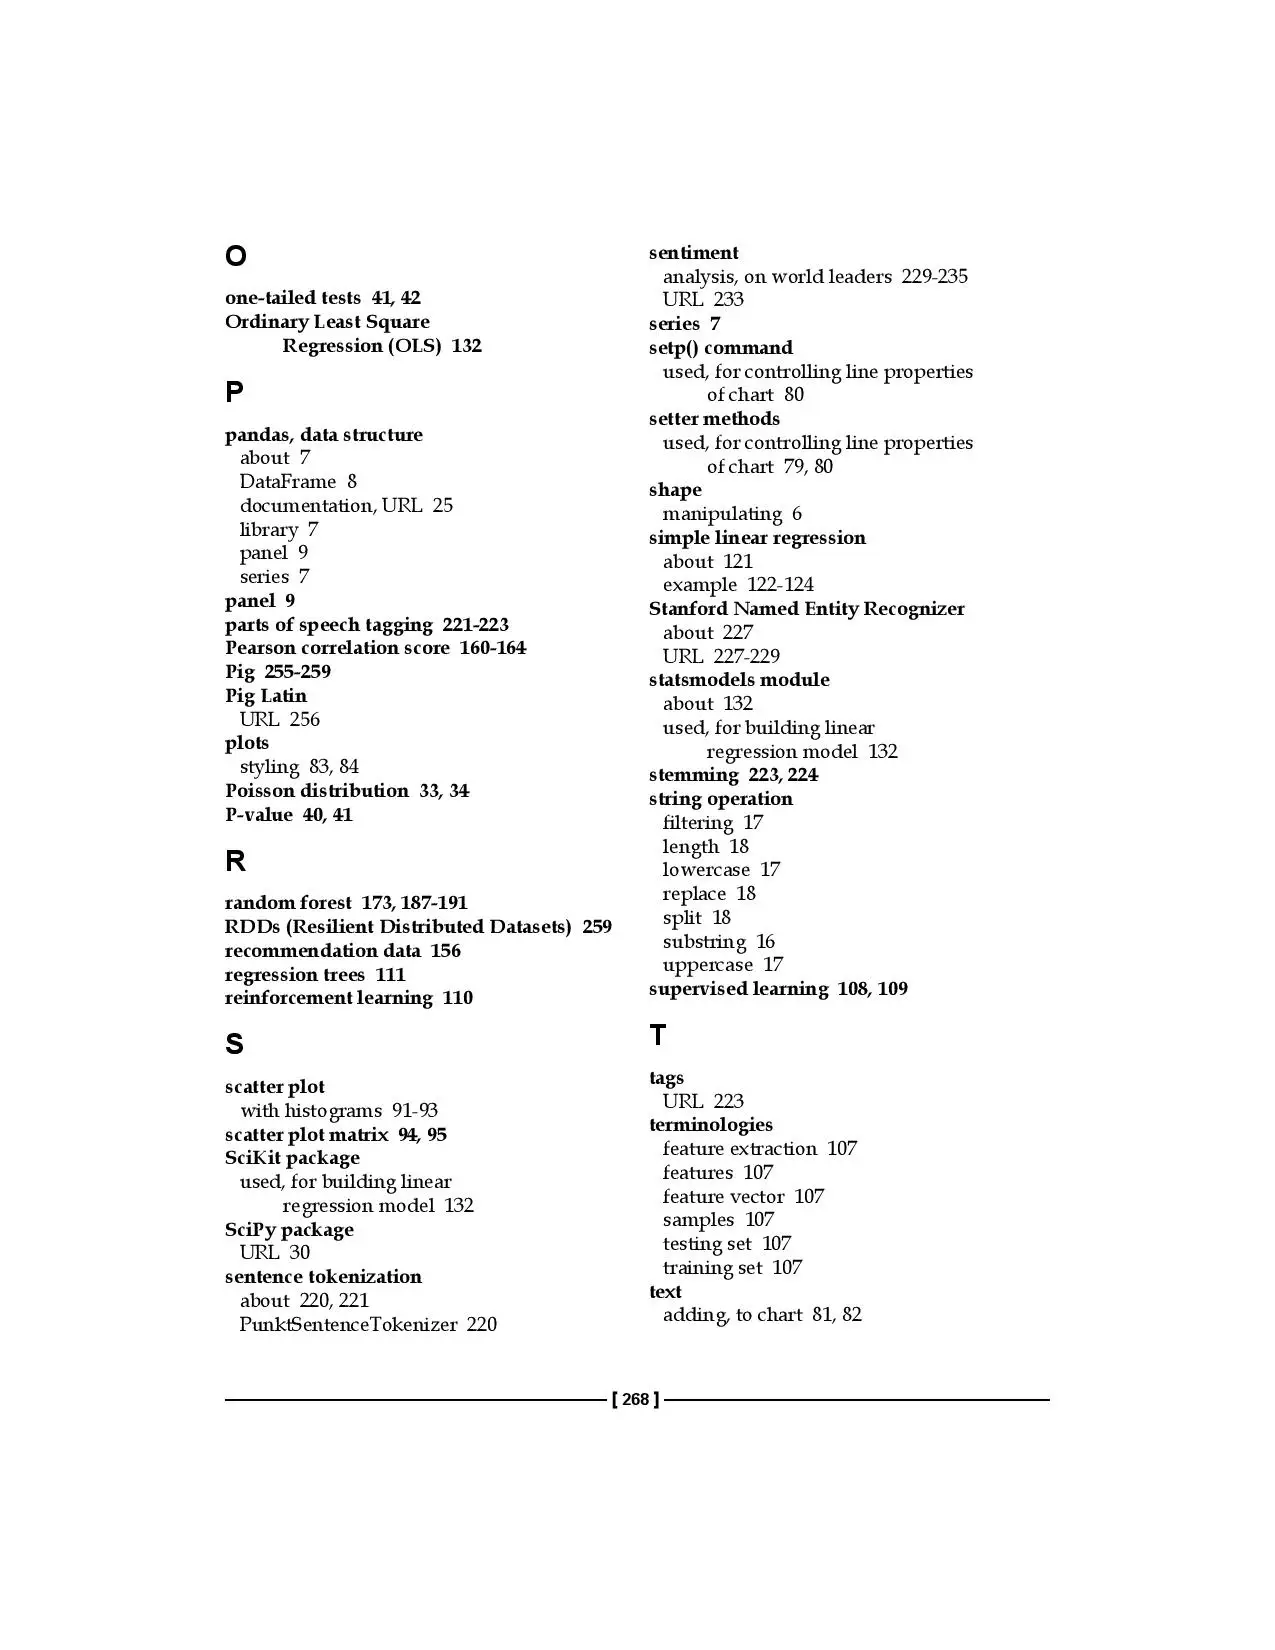 O
one-tailed tests 41, 42
Ordinary Least Square
Regression (OLS) 132
P
pandas, data structure
about 7
DataFrame 8
documentation, URL 25
library 7
panel 9
series 7
panel 9
parts of speech tagging 221-223
Pearson correlation score 160-164
Pig 255-259
Pig Latin
URL 256
plots
styling 83, 84
Poisson distribution 33, 34
P-value 40, 41
R
random forest 173, 187-191
RDDs (Resilient Distributed Datasets) 259
recommendation data 156
regression trees 111
reinforcement learning 110
S
scatter plot
with histograms 91-93
scatter plot matrix 94, 95
SciKit package
used, for building linear
regression model 132
SciPy package
URL 30
sentence tokenization
about 220, 221
PunktSentenceTokenizer 220
sentiment
analysis, on world leaders 229-235
URL 233
series 7
setp() command
used, for controlling line properties
of chart 80
setter methods
used, for controlling line properties
of chart 79, 80
shape
manipulating 6
simple linear regression
about 121
example 122-124
Stanford Named Entity Recognizer
about 227
URL 227-229
statsmodels module
about 132
used, for building linear
regression model 132
stemming 223, 224
string operation
filtering 17
length 18
lowercase 17
replace 18
split 18
substring 16
uppercase 17
supervised learning 108, 109
T
tags
URL 223
terminologies
feature extraction 107
features 107
feature vector 107
samples 107
testing set 107
training set 107
text
adding, to chart 81, 82
[ 268 ]